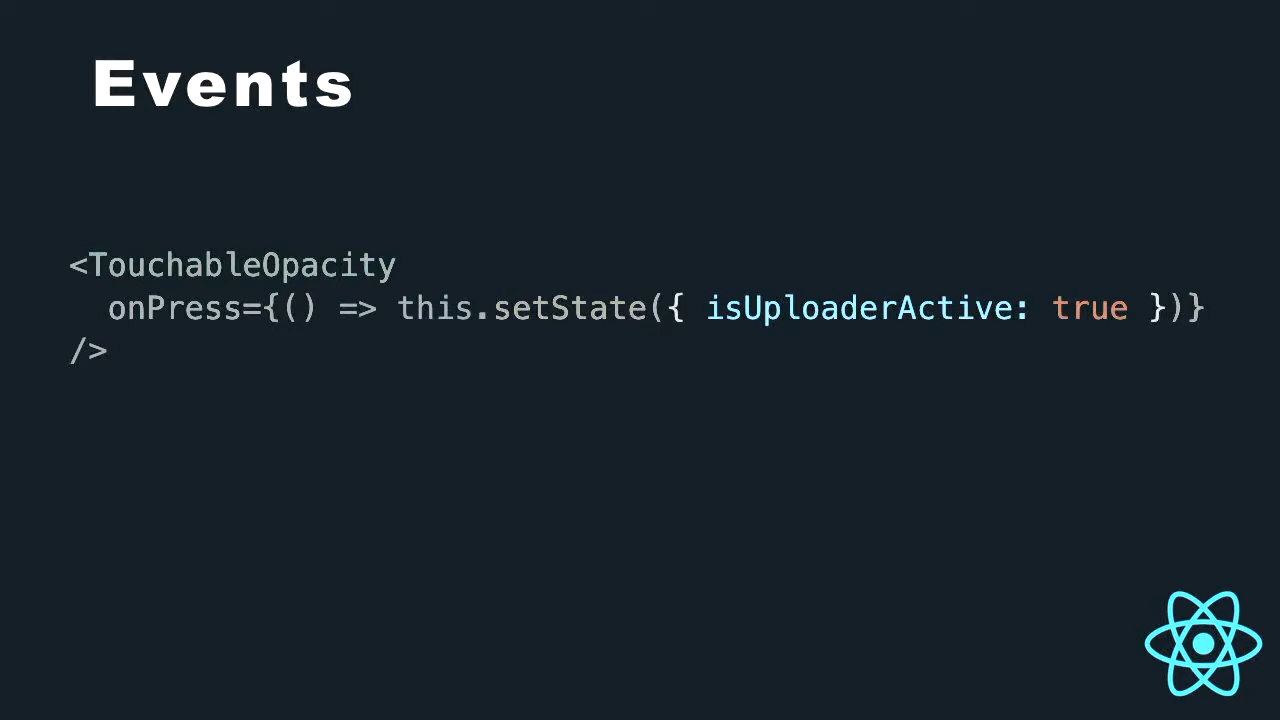 Events
<TouchableOpacity
  onPress={() => this.setState({ isUploaderActive: true })}
/>